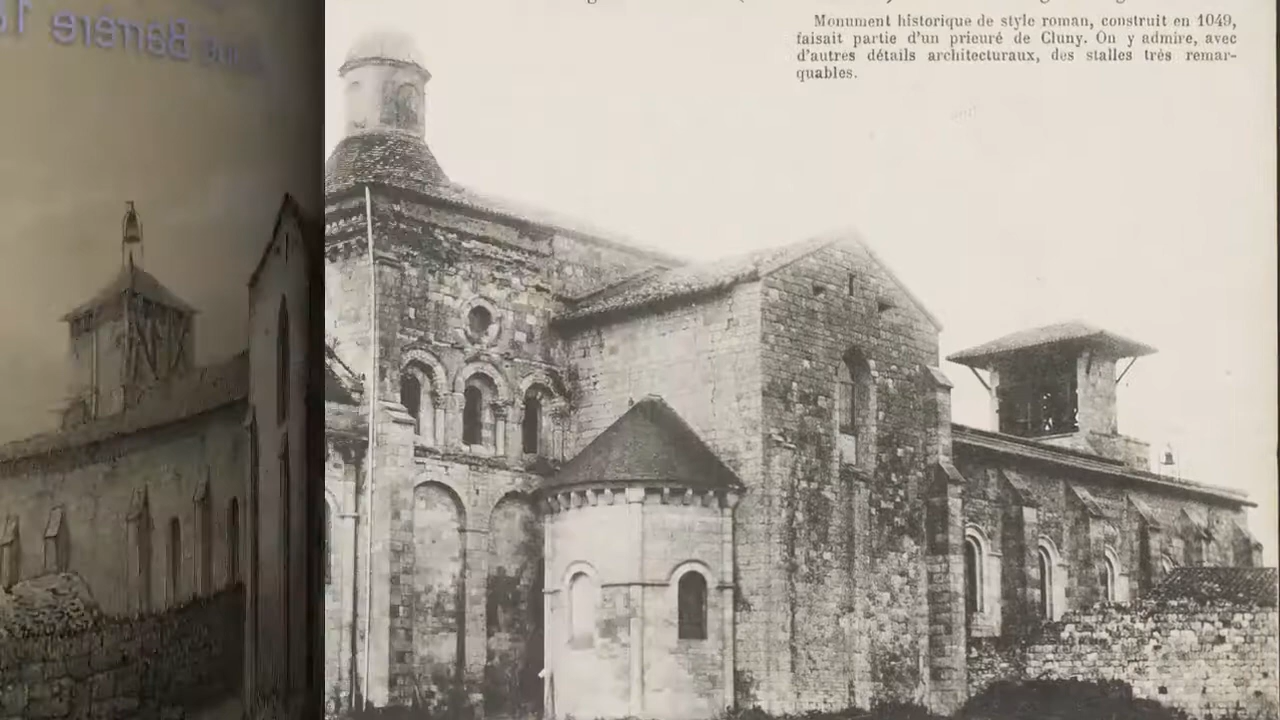 Monument historique de style roman, construit en 1049,
faisait partie d'un prieuré de Cluny. On y admire, avec
d'autres détails architecturaux, des stalles très remar-
quables.